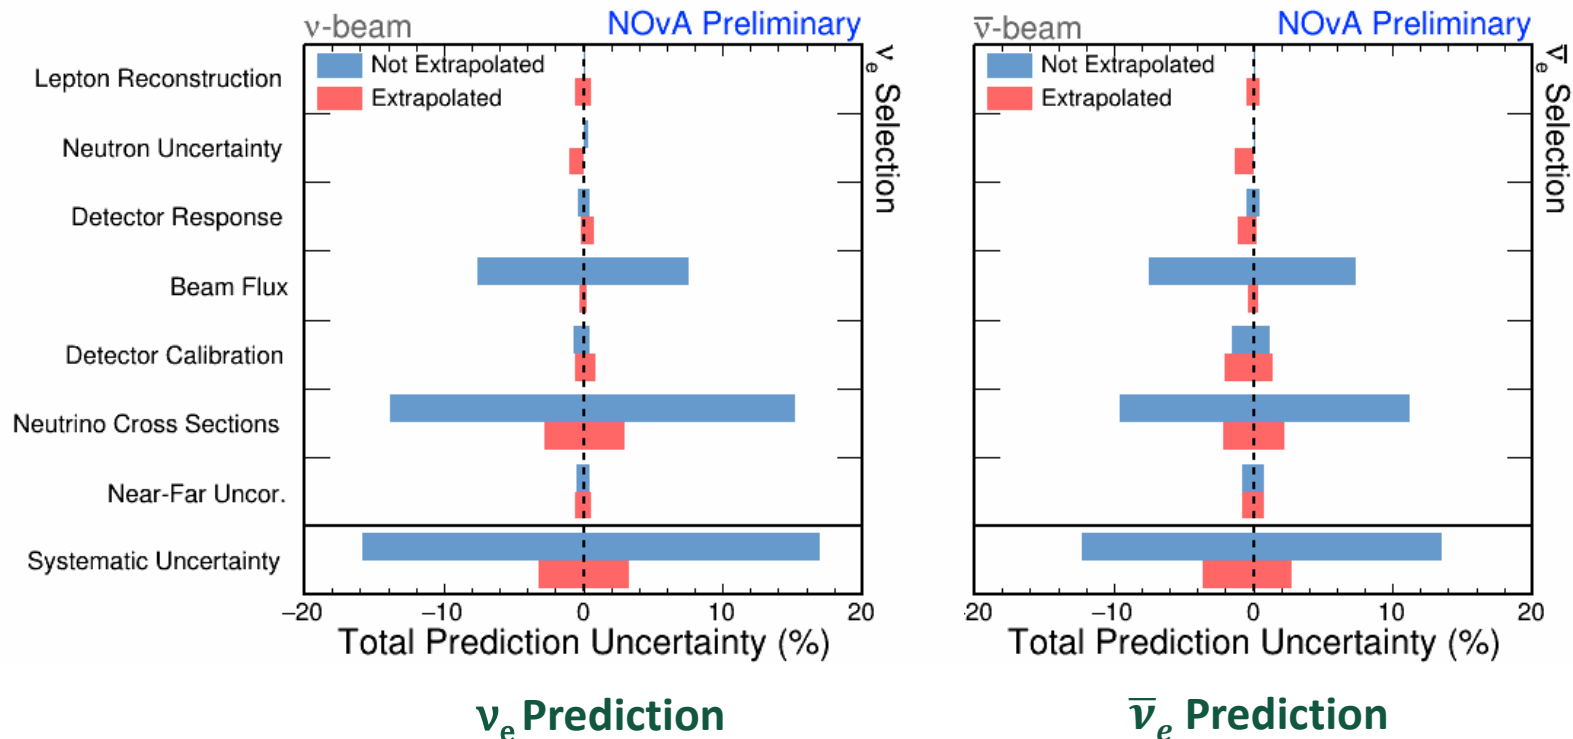 ν-beam
NOvA Preliminary
Not Extrapolated
Extrapolated
Lepton Reconstruction
Neutron Uncertainty
Detector Response
Beam Flux
Detector Calibration
Neutrino Cross Sections
Near-Far Uncor.
Systematic Uncertainty
νe Selection
−20 −10 0 10 20
Total Prediction Uncertainty (%)
νe Prediction
ν̅-beam
NOvA Preliminary
Not Extrapolated
Extrapolated
ν̅e Selection
20 −10 0 10 20
Total Prediction Uncertainty (%)
ν̅e Prediction